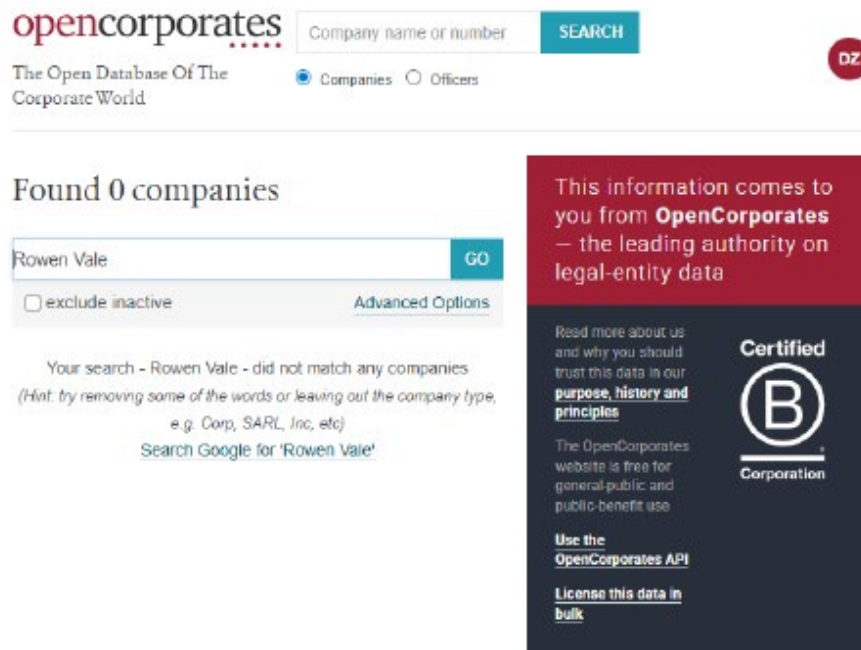 opencorporates
The Open Database Of The
Corporate World
Company name or number
SEARCH
Companies
Officers
DZ
Found 0 companies
Rowen Vale
GO
exclude inactive
Advanced Options
Your search - Rowen Vale - did not match any companies
(Hint: try removing some of the words or leaving out the company type,
e.g. Corp, SARL, Inc, etc)
Search Google for 'Rowen Vale'
This information comes to
you from OpenCorporates
— the leading authority on
legal-entity data
Read more about us
and why you should
trust this data in our
purpose, history and
principles
The OpenCorporates
website is free for
general-public and
public-benefit use
Use the
OpenCorporates API
License this data in
bulk
Certified
B
Corporation